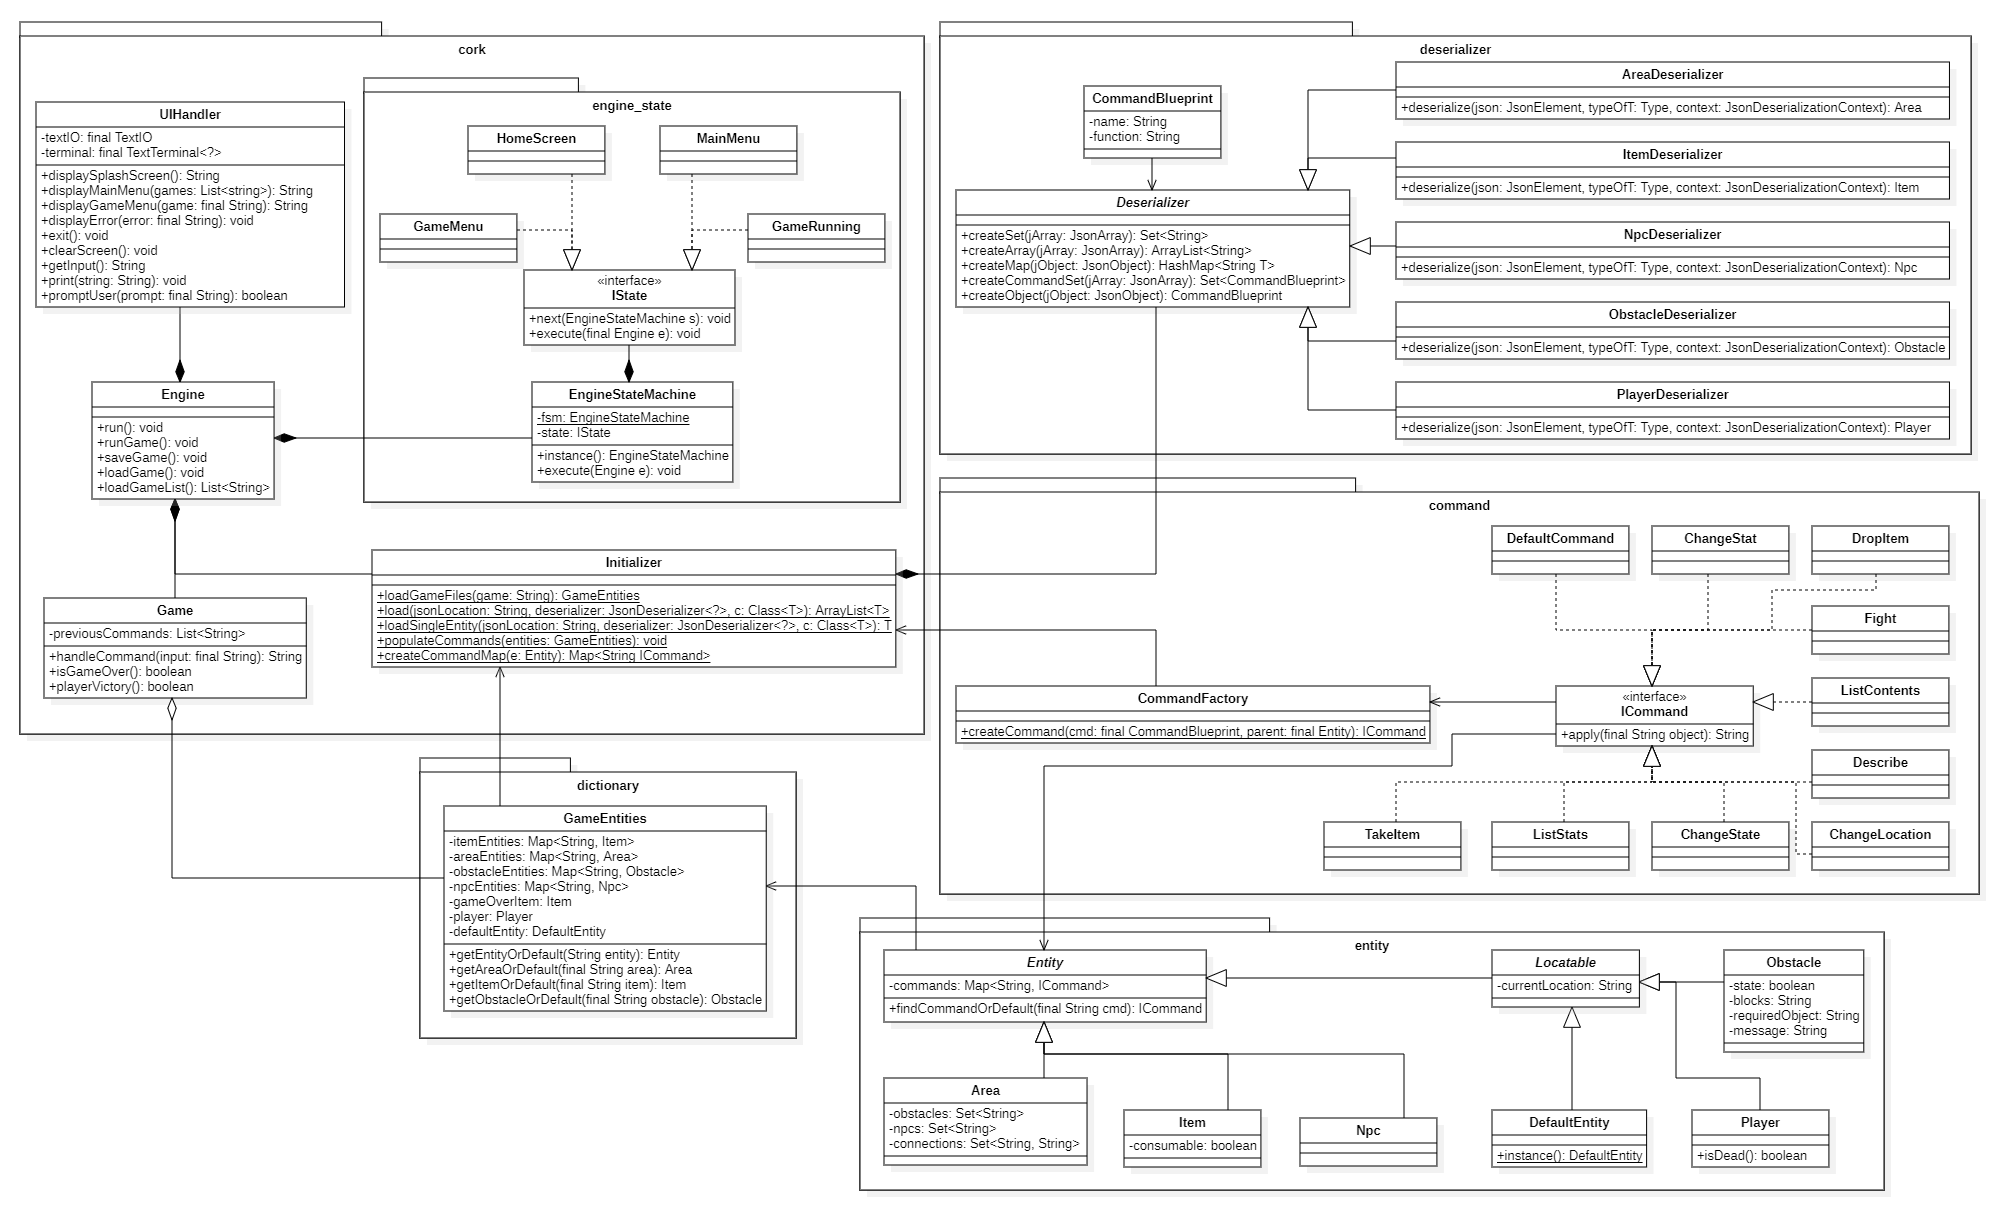 cork
UIHandler
-textIO: final TextIO
-terminal: final TextTerminal<?>
+displaySplashScreen(): String
+displayMainMenu(games: List<string>): String
+displayGameMenu(game: final String): String
+displayError(error: final String): void
+exit(): void
+clearScreen(): void
+getInput(): String
+print(string: String): void
+promptUser(prompt: final String): boolean
engine_state
HomeScreen
MainMenu
GameMenu
GameRunning
«interface»
IState
+next(EngineStateMachine s): void
+execute(final Engine e): void
EngineStateMachine
-fsm: EngineStateMachine
-state: IState
+instance(): EngineStateMachine
+execute(Engine e): void
Engine
+run(): void
+runGame(): void
+saveGame(): void
+loadGame(): void
+loadGameList(): List<String>
Initializer
+loadGameFiles(game: String): GameEntities
+load(jsonLocation: String, deserializer: JsonDeserializer<?>, c: Class<T>): ArrayList<T>
+loadSingleEntity(jsonLocation: String, deserializer: JsonDeserializer<?>, c: Class<T>): T
+populateCommands(entities: GameEntities): void
+createCommandMap(e: Entity): Map<String ICommand>
Game
-previousCommands: List<String>
+handleCommand(input: final String): String
+isGameOver(): boolean
+playerVictory(): boolean
deserializer
CommandBlueprint
-name: String
-function: String
Deserializer
+createSet(jArray: JsonArray): Set<String>
+createArray(jArray: JsonArray): ArrayList<String>
+createMap(jObject: JsonObject): HashMap<String T>
+createCommandSet(jArray: JsonArray): Set<CommandBlueprint>
+createObject(jObject: JsonObject): CommandBlueprint
AreaDeserializer
+deserialize(json: JsonElement, typeOfT: Type, context: JsonDeserializationContext): Area
ItemDeserializer
+deserialize(json: JsonElement, typeOfT: Type, context: JsonDeserializationContext): Item
NpcDeserializer
+deserialize(json: JsonElement, typeOfT: Type, context: JsonDeserializationContext): Npc
ObstacleDeserializer
+deserialize(json: JsonElement, typeOfT: Type, context: JsonDeserializationContext): Obstacle
PlayerDeserializer
+deserialize(json: JsonElement, typeOfT: Type, context: JsonDeserializationContext): Player
command
DefaultCommand
ChangeStat
DropItem
Fight
CommandFactory
+createCommand(cmd: final CommandBlueprint, parent: final Entity): ICommand
«interface»
ICommand
+apply(final String object): String
ListContents
Describe
TakeItem
ListStats
ChangeState
ChangeLocation
dictionary
GameEntities
-itemEntities: Map<String, Item>
-areaEntities: Map<String, Area>
-obstacleEntities: Map<String, Obstacle>
-npcEntities: Map<String, Npc>
-gameOverItem: Item
-player: Player
-defaultEntity: DefaultEntity
+getEntityOrDefault(String entity): Entity
+getAreaOrDefault(final String area): Area
+getItemOrDefault(final String item): Item
+getObstacleOrDefault(final String obstacle): Obstacle
entity
Entity
-commands: Map<String, ICommand>
+findCommandOrDefault(final String cmd): ICommand
Locatable
-currentLocation: String
Obstacle
-state: boolean
-blocks: String
-requiredObject: String
-message: String
Area
-obstacles: Set<String>
-npcs: Set<String>
-connections: Set<String, String>
Item
-consumable: boolean
Npc
DefaultEntity
+instance(): DefaultEntity
Player
+isDead(): boolean